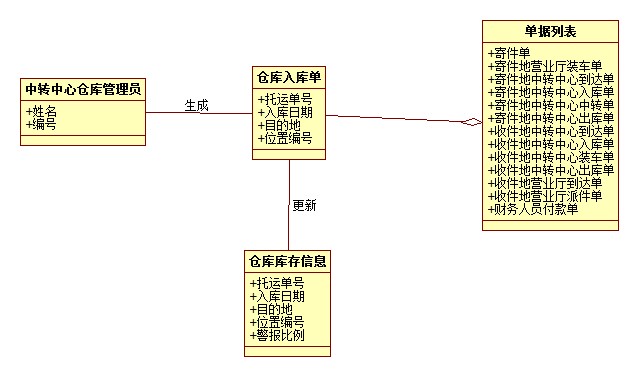 中转中心仓库管理员
+姓名
+编号
生成
仓库入库单
+托运单号
+入库日期
+目的地
+位置编号
更新
仓库库存信息
+托运单号
+入库日期
+目的地
+位置编号
+警报比例
单据列表
+寄件单
+寄件地营业厅装车单
+寄件地中转中心到达单
+寄件地中转中心入库单
+寄件地中转中心中转单
+寄件地中转中心出库单
+收件地中转中心到达单
+收件地中转中心入库单
+收件地中转中心装车单
+收件地中转中心出库单
+收件地营业厅到达单
+收件地营业厅派件单
+财务人员付款单